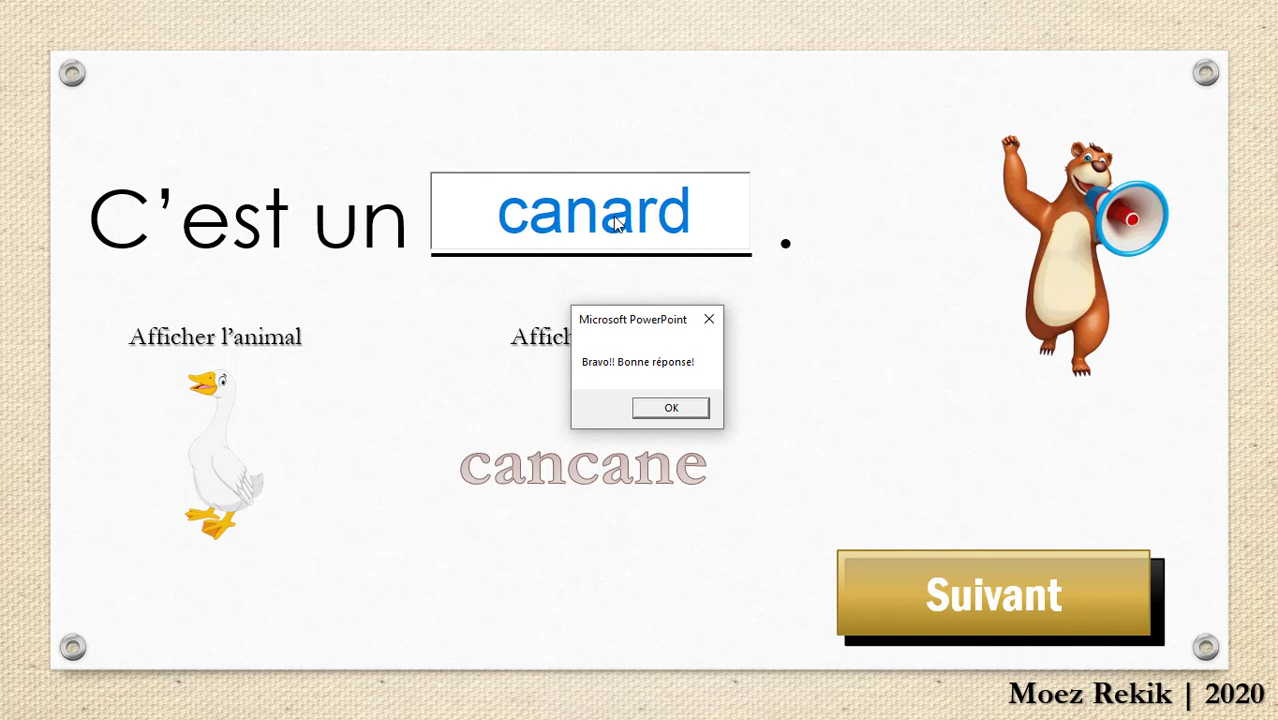 C’est un canard .
Afficher l’animal
Affich
Microsoft PowerPoint
Bravo!! Bonne réponse!
OK
cancane
Suivant
Moez Rekik | 2020